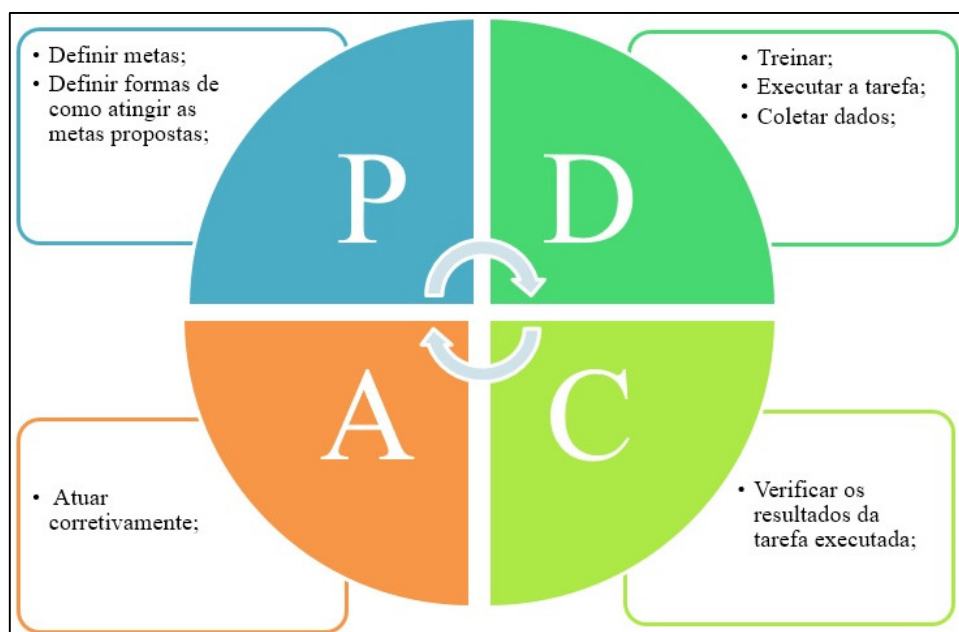 • Definir metas;
• Definir formas de
como atingir as
metas propostas;
P
D
• Treinar;
• Executar a tarefa;
• Coletar dados;
• Atuar
corretivamente;
A
C
• Verificar os
resultados da
tarefa executada;